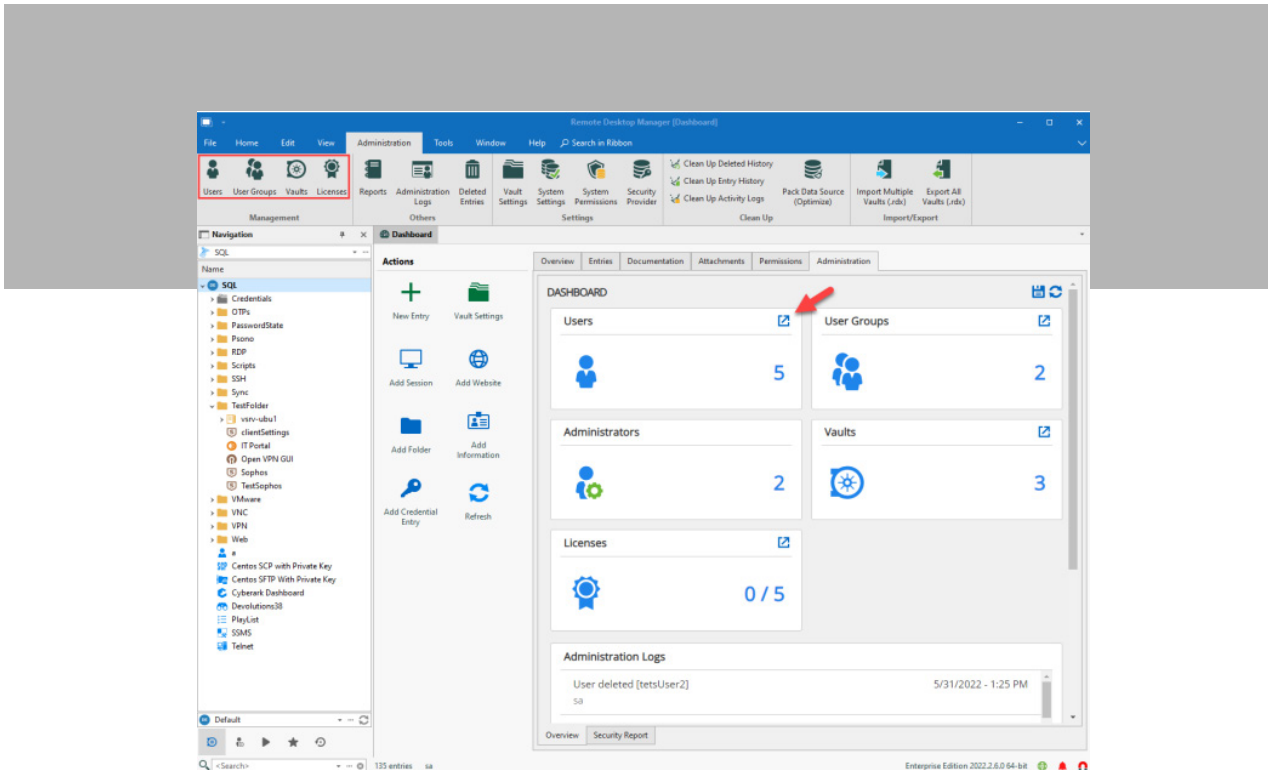 Remote Desktop Manager [Dashboard]
File Home Edit View Administration Tools Window Help Search in Ribbon
Users User Groups Vaults Licenses
Management
Reports Administration Logs Deleted Entries
Others
Vault Settings System Settings System Permissions Security Provider
Settings
Clean Up Deleted History
Clean Up Entry History
Clean Up Activity Logs
Pack Data Source (Optimize)
Clean Up
Import Multiple Vaults (.rdx) Export All Vaults (.rdx)
Import/Export
Navigation
SQL
Name
SQL
Credentials
OTPs
PasswordState
Psono
RDP
Scripts
SSH
Sync
TestFolder
vsrv-ubu1
clientSettings
IT Portal
Open VPN GUI
Sophos
TestSophos
VMware
VNC
VPN
Web
a
Centos SCP with Private Key
Centos SFTP With Private Key
Cyberark Dashboard
Devolutions38
PlayList
SSMS
Telnet
Default
<Search>
Dashboard
Actions
New Entry Vault Settings
Add Session Add Website
Add Folder Add Information
Add Credential Entry Refresh
Overview Entries Documentation Attachments Permissions Administration
DASHBOARD
Users
5
User Groups
2
Administrators
2
Vaults
3
Licenses
0 / 5
Administration Logs
User deleted [tetsUser2] 5/31/2022 - 1:25 PM
sa
Overview Security Report
135 entries sa
Enterprise Edition 2022.2.6.0 64-bit